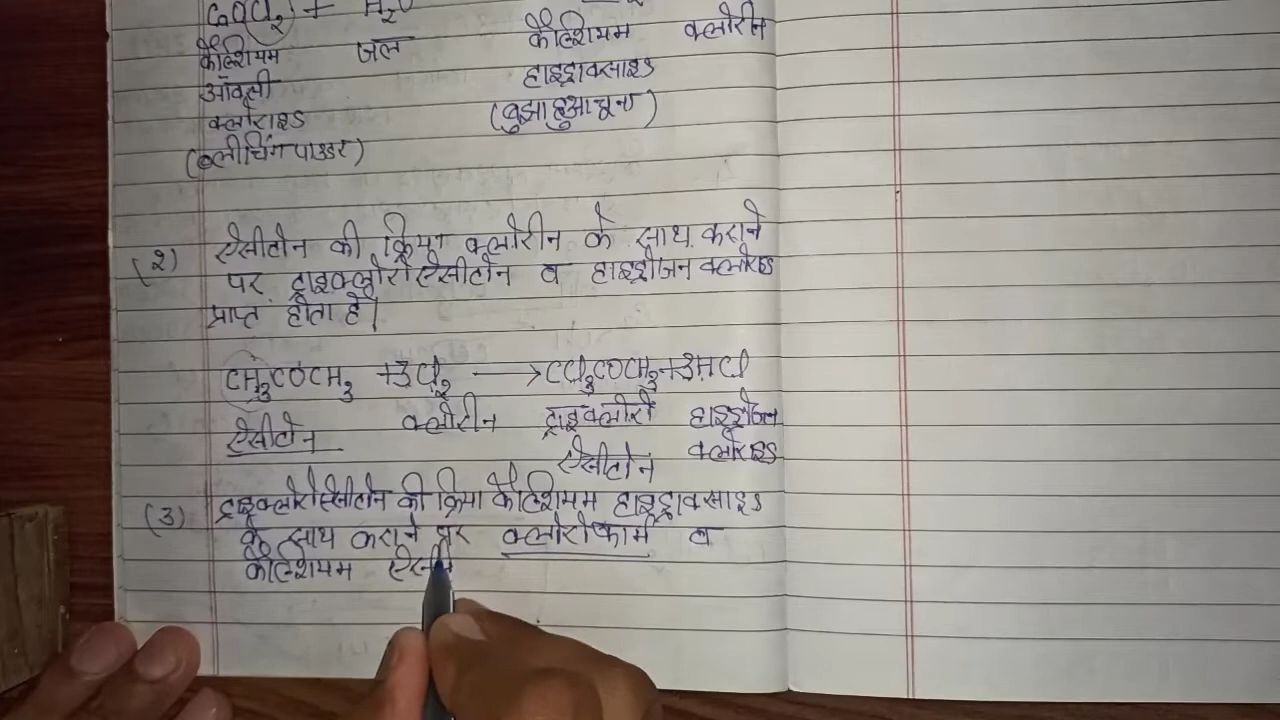 CaOCl₂ + H₂O
कैल्शियम जल कैल्शियम क्लोरीन
ऑक्सी हाइड्राक्साइड
क्लोराइड (बुझा हुआ चूना)
(ब्लीचिंग पाउडर)
(2) ऐसीटोन की क्रिया क्लोरीन के साथ कराने
पर ट्राइक्लोरोऐसीटोन व हाइड्रोजन क्लोराइड
प्राप्त होता है।
CH₃COCH₃ +3Cl₂ ⟶ CCl₃COCH₃+3HCl
ऐसीटोन क्लोरीन ट्राइक्लोरो हाइड्रोजन
ऐसीटोन क्लोराइड
(3) ट्राइक्लोरोऐसीटोन की क्रिया कैल्शियम हाइड्राक्साइड
के साथ कराने पर क्लोरोफार्म व
कैल्शियम ऐसी